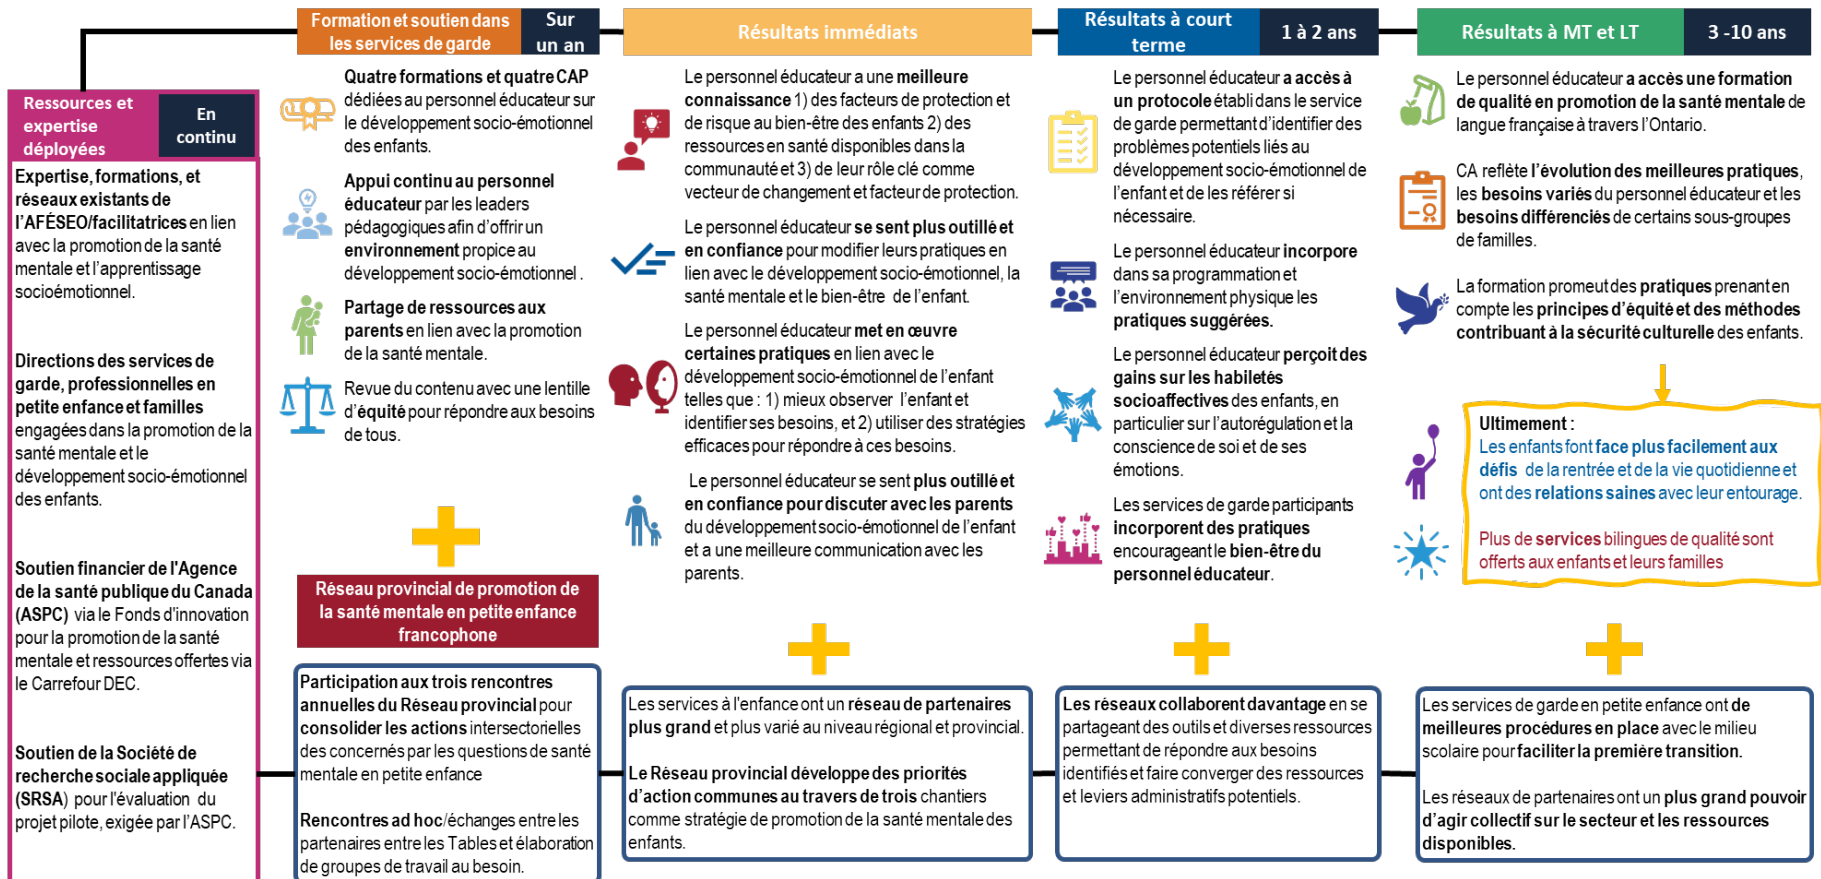 Ressources et
expertise
déployées
En
continu
Expertise, formations, et
réseaux existants de
l'AFÉSEO/facilitatrices en lien
avec la promotion de la santé
mentale et l'apprentissage
socioémotionnel.
Directions des services de
garde, professionnelles en
petite enfance et familles
engagées dans la promotion de la
santé mentale et le
développement socio-émotionnel
des enfants.
Soutien financier de l'Agence
de la santé publique du Canada
(ASPC) via le Fonds d'innovation
pour la promotion de la santé
mentale et ressources offertes via
le Carrefour DEC.
Soutien de la Société de
recherche sociale appliquée
(SRSA) pour l'évaluation du
projet pilote, exigée par l'ASPC.
Formation et soutien dans
les services de garde
Sur
un an
Quatre formations et quatre CAP
dédiées au personnel éducateur sur
le développement socio-émotionnel
des enfants.
Appui continu au personnel
éducateur par les leaders
pédagogiques afin d'offrir un
environnement propice au
développement socio-émotionnel .
Partage de ressources aux
parents en lien avec la promotion
de la santé mentale.
Revue du contenu avec une lentille
d'équité pour répondre aux besoins
de tous.
Réseau provincial de promotion de
la santé mentale en petite enfance
francophone
Participation aux trois rencontres
annuelles du Réseau provincial pour
consolider les actions intersectorielles
des concernés par les questions de santé
mentale en petite enfance
Rencontres ad hoc/échanges entre les
partenaires entre les Tables et élaboration
de groupes de travail au besoin.
Résultats immédiats
Le personnel éducateur a une meilleure
connaissance 1) des facteurs de protection et
de risque au bien-être des enfants 2) des
ressources en santé disponibles dans la
communauté et 3) de leur rôle clé comme
vecteur de changement et facteur de protection.
Le personnel éducateur se sent plus outillé et
en confiance pour modifier leurs pratiques en
lien avec le développement socio-émotionnel, la
santé mentale et le bien-être de l'enfant.
Le personnel éducateur met en œuvre
certaines pratiques en lien avec le
développement socio-émotionnel de l'enfant
telles que : 1) mieux observer l'enfant et
identifier ses besoins, et 2) utiliser des stratégies
efficaces pour répondre à ces besoins.
Le personnel éducateur se sent plus outillé et
en confiance pour discuter avec les parents
du développement socio-émotionnel de l'enfant
et a une meilleure communication avec les
parents.
Les services à l'enfance ont un réseau de partenaires
plus grand et plus varié au niveau régional et provincial.
Le Réseau provincial développe des priorités
d'action communes au travers de trois chantiers
comme stratégie de promotion de la santé mentale des
enfants.
Résultats à court
terme
1 à 2 ans
Le personnel éducateur a accès à
un protocole établi dans le service
de garde permettant d'identifier des
problèmes potentiels liés au
développement socio-émotionnel de
l'enfant et de les référer si
nécessaire.
Le personnel éducateur incorpore
dans sa programmation et
l'environnement physique les
pratiques suggérées.
Le personnel éducateur perçoit des
gains sur les habiletés
socioaffectives des enfants, en
particulier sur l'autorégulation et la
conscience de soi et de ses
émotions.
Les services de garde participants
incorporent des pratiques
encourageant le bien-être du
personnel éducateur.
Les réseaux collaborent davantage en se
partageant des outils et diverses ressources
permettant de répondre aux besoins
identifiés et faire converger des ressources
et leviers administratifs potentiels.
Résultats à MT et LT
3 -10 ans
Le personnel éducateur a accès une formation
de qualité en promotion de la santé mentale de
langue française à travers l'Ontario.
CA reflète l'évolution des meilleures pratiques,
les besoins variés du personnel éducateur et les
besoins différenciés de certains sous-groupes
de familles.
La formation promeut des pratiques prenant en
compte les principes d'équité et des méthodes
contribuant à la sécurité culturelle des enfants.
Ultimement :
Les enfants font face plus facilement aux
défis de la rentrée et de la vie quotidienne et
ont des relations saines avec leur entourage.
Plus de services bilingues de qualité sont
offerts aux enfants et leurs familles
Les services de garde en petite enfance ont de
meilleures procédures en place avec le milieu
scolaire pour faciliter la première transition.
Les réseaux de partenaires ont un plus grand pouvoir
d'agir collectif sur le secteur et les ressources
disponibles.